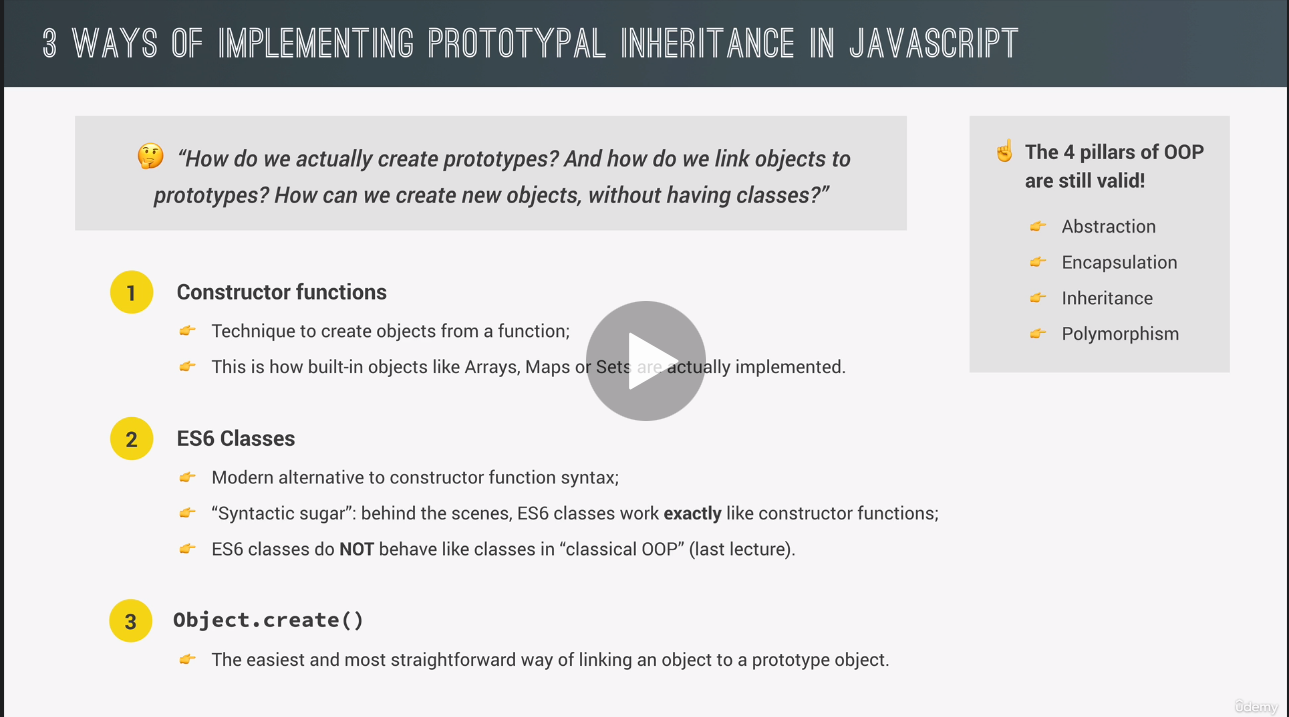 3 WAYS OF IMPLEMENTING PROTOTYPAL INHERITANCE IN JAVASCRIPT
🤔 “How do we actually create prototypes? And how do we link objects to
prototypes? How can we create new objects, without having classes?”
1 Constructor functions
👉 Technique to create objects from a function;
👉 This is how built-in objects like Arrays, Maps or Sets are actually implemented.
2 ES6 Classes
👉 Modern alternative to constructor function syntax;
👉 “Syntactic sugar”: behind the scenes, ES6 classes work exactly like constructor functions;
👉 ES6 classes do NOT behave like classes in “classical OOP” (last lecture).
3 Object.create()
👉 The easiest and most straightforward way of linking an object to a prototype object.
☝️ The 4 pillars of OOP
are still valid!
👉 Abstraction
👉 Encapsulation
👉 Inheritance
👉 Polymorphism
ûdemy